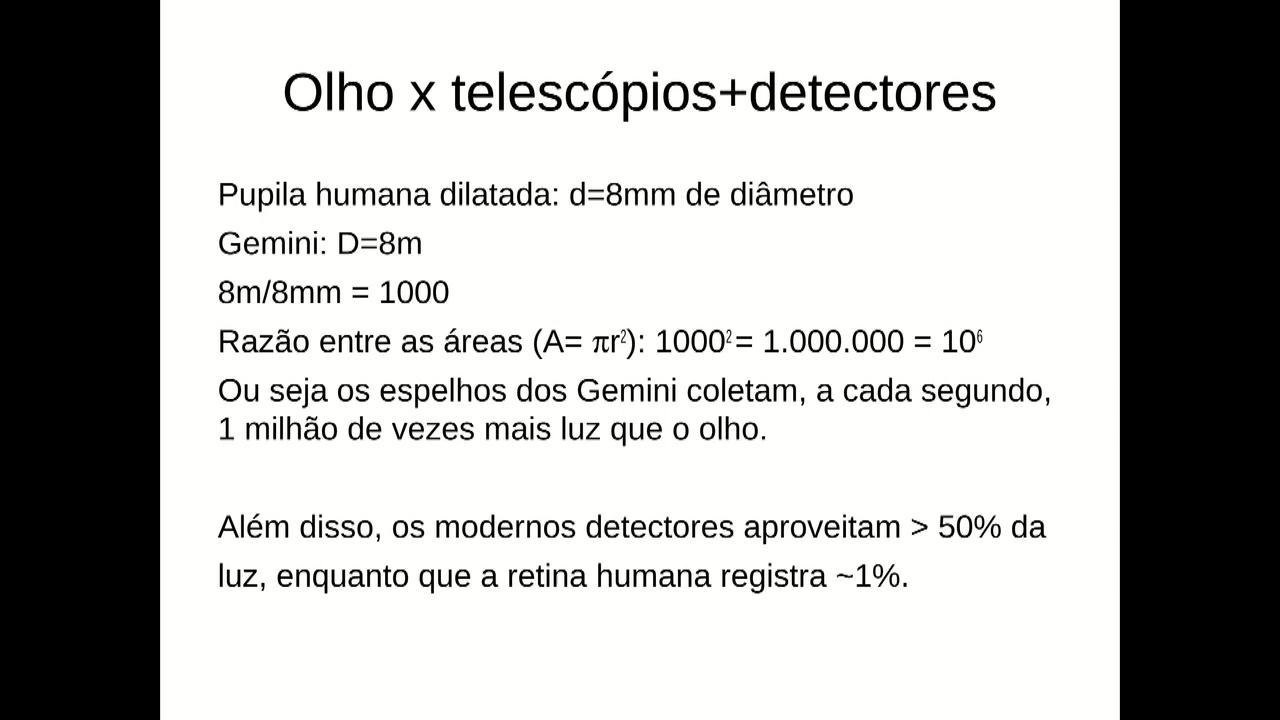 Olho x telescópios+detectores
Pupila humana dilatada: d=8mm de diâmetro
Gemini: D=8m
8m/8mm = 1000
Razão entre as áreas (A= πr²): 1000²= 1.000.000 = 10⁶
Ou seja os espelhos dos Gemini coletam, a cada segundo,
1 milhão de vezes mais luz que o olho.
Além disso, os modernos detectores aproveitam > 50% da
luz, enquanto que a retina humana registra ~1%.